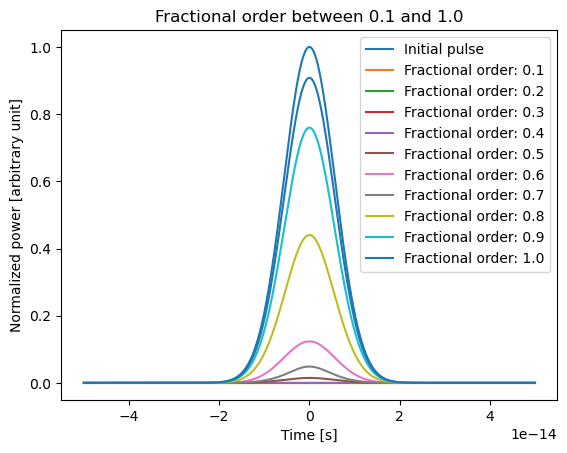 Fractional order between 0.1 and 1.0
Normalized power [arbitrary unit]
1.0
0.8
0.6
0.4
0.2
0.0
Initial pulse
Fractional order: 0.1
Fractional order: 0.2
Fractional order: 0.3
Fractional order: 0.4
Fractional order: 0.5
Fractional order: 0.6
Fractional order: 0.7
Fractional order: 0.8
Fractional order: 0.9
Fractional order: 1.0
−4 −2 0 2 4
Time [s]
1e−14